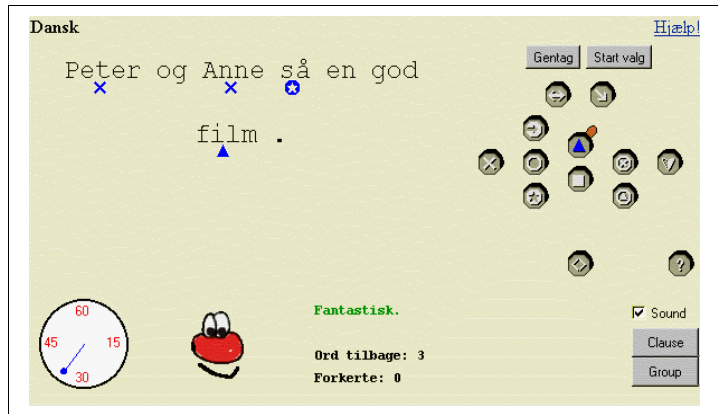 Dansk
Hjælp!
Gentag Start valg
Peter og Anne så en god
film .
?
60
45 15
30
Fantastisk.
Ord tilbage: 3
Forkerte: 0
Sound
Clause
Group